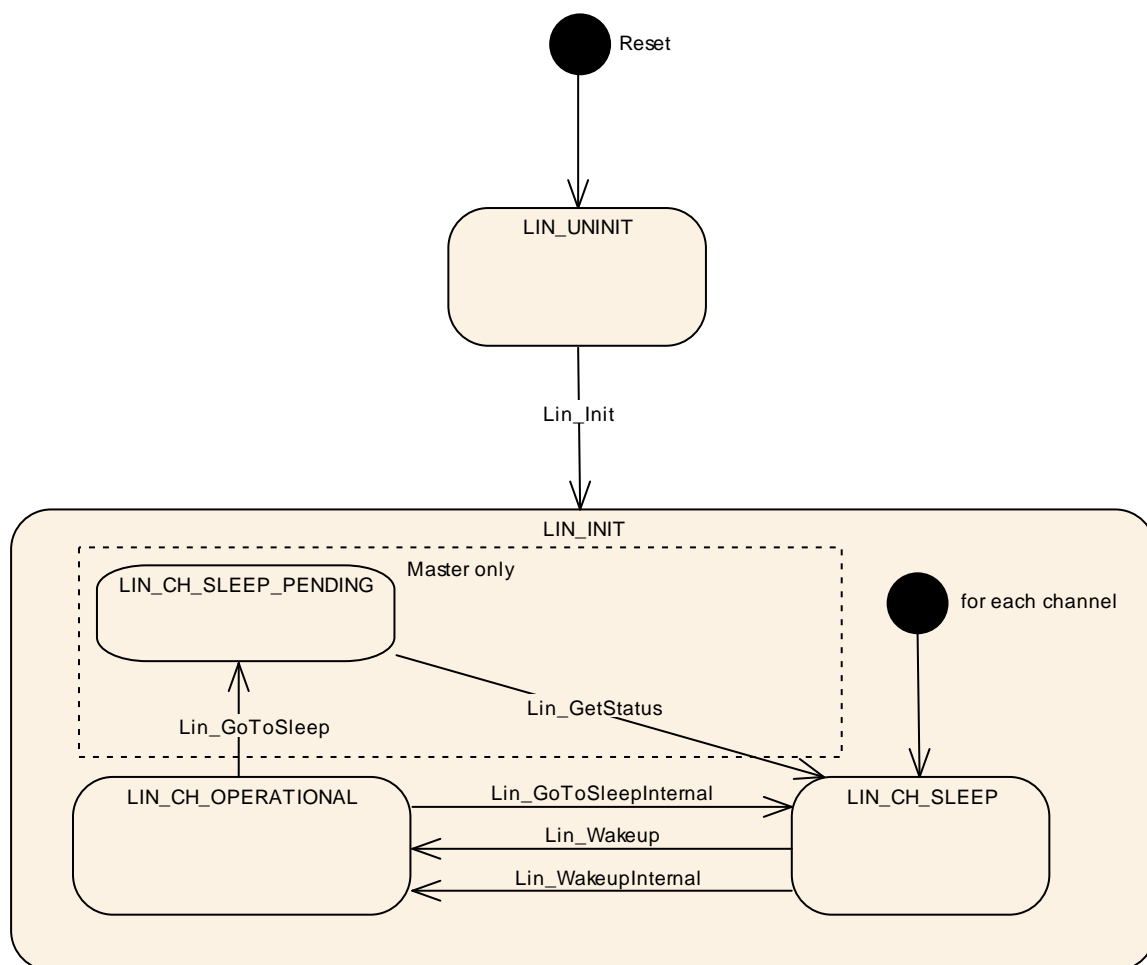 Reset
LIN_UNINIT
Lin_Init
LIN_INIT
Master only
LIN_CH_SLEEP_PENDING
for each channel
Lin_GetStatus
Lin_GoToSleep
LIN_CH_OPERATIONAL
Lin_GoToSleepInternal
LIN_CH_SLEEP
Lin_Wakeup
Lin_WakeupInternal